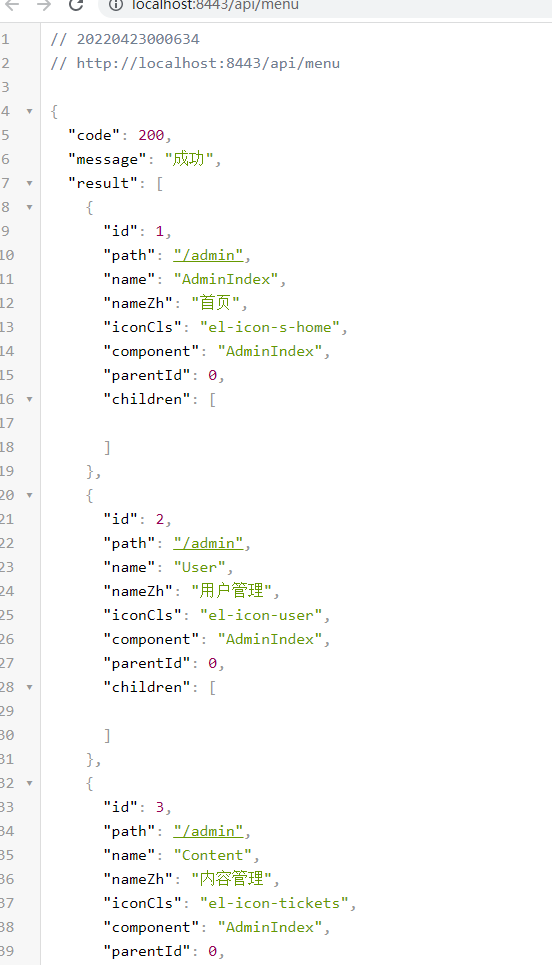 localhost:8443/api/menu
1 // 20220423000634
2 // http://localhost:8443/api/menu
3
4 {
5 "code": 200,
6 "message": "成功",
7 "result": [
8 {
9 "id": 1,
10 "path": "/admin",
11 "name": "AdminIndex",
12 "nameZh": "首页",
13 "iconCls": "el-icon-s-home",
14 "component": "AdminIndex",
15 "parentId": 0,
16 "children": [
17
18 ]
19 },
20 {
21 "id": 2,
22 "path": "/admin",
23 "name": "User",
24 "nameZh": "用户管理",
25 "iconCls": "el-icon-user",
26 "component": "AdminIndex",
27 "parentId": 0,
28 "children": [
29
30 ]
31 },
32 {
33 "id": 3,
34 "path": "/admin",
35 "name": "Content",
36 "nameZh": "内容管理",
37 "iconCls": "el-icon-tickets",
38 "component": "AdminIndex",
39 "parentId": 0,